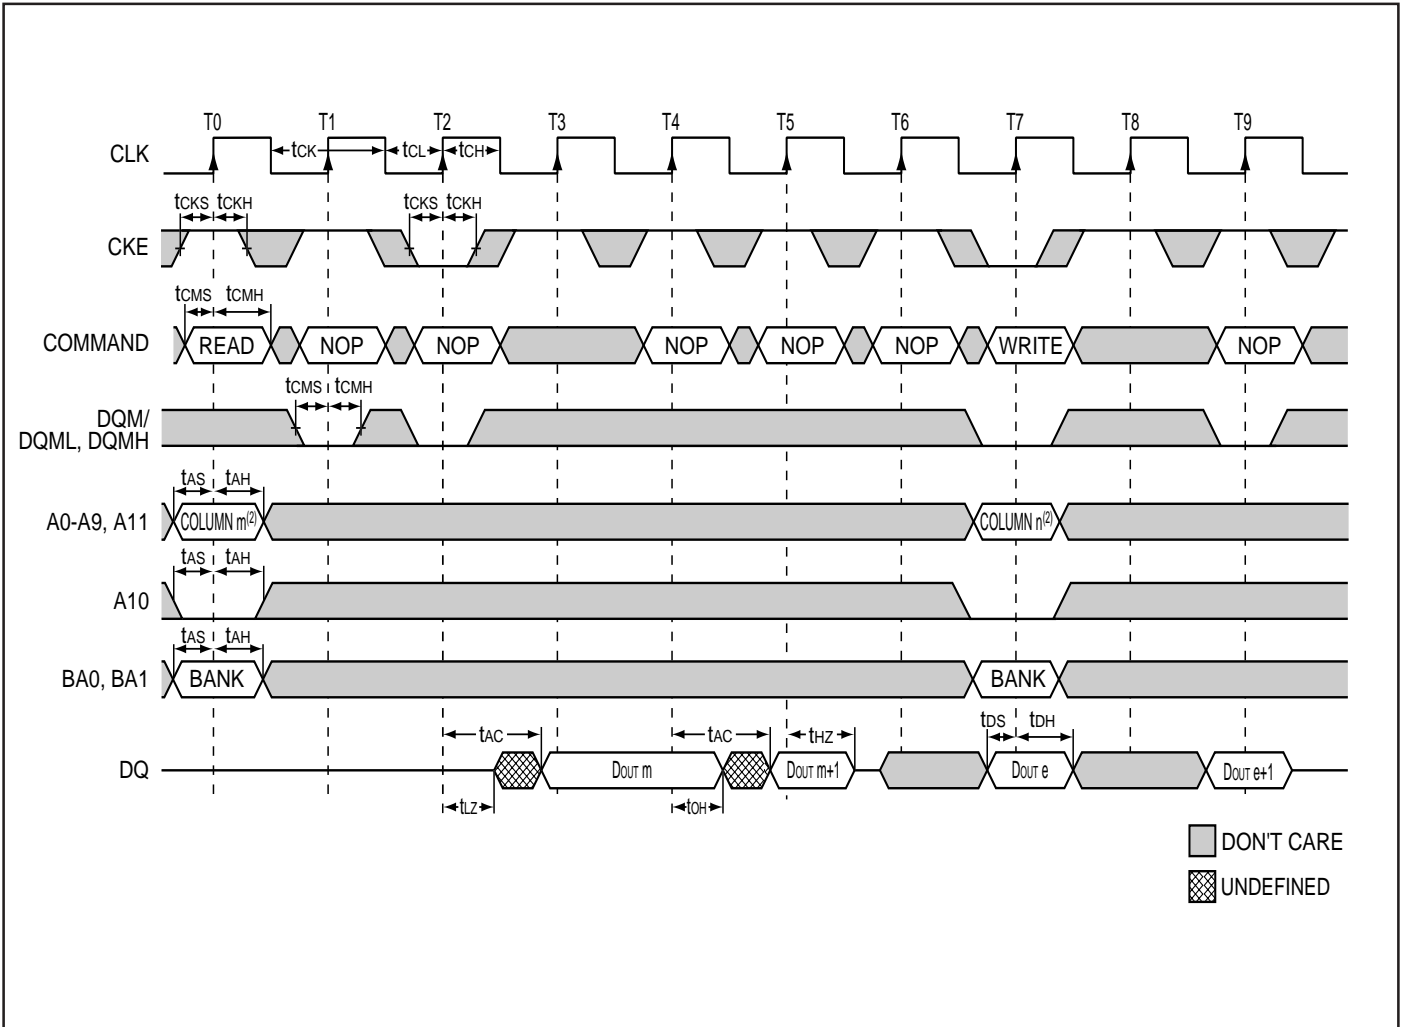 T0 T1 T2 T3 T4 T5 T6 T7 T8 T9
CLK tCK tCL tCH
tCKS tCKH tCKS tCKH
CKE
tCMS tCMH
COMMAND READ NOP NOP NOP NOP NOP WRITE NOP
tCMS tCMH
DQM/
DQML, DQMH
tAS tAH
A0-A9, A11 COLUMN m(2) COLUMN n(2)
tAS tAH
A10
tAS tAH
BA0, BA1 BANK BANK
tAC tAC tHZ tDS tDH
DQ DOUT m DOUT m+1 DOUT e DOUT e+1
tLZ tOH
DON'T CARE
UNDEFINED